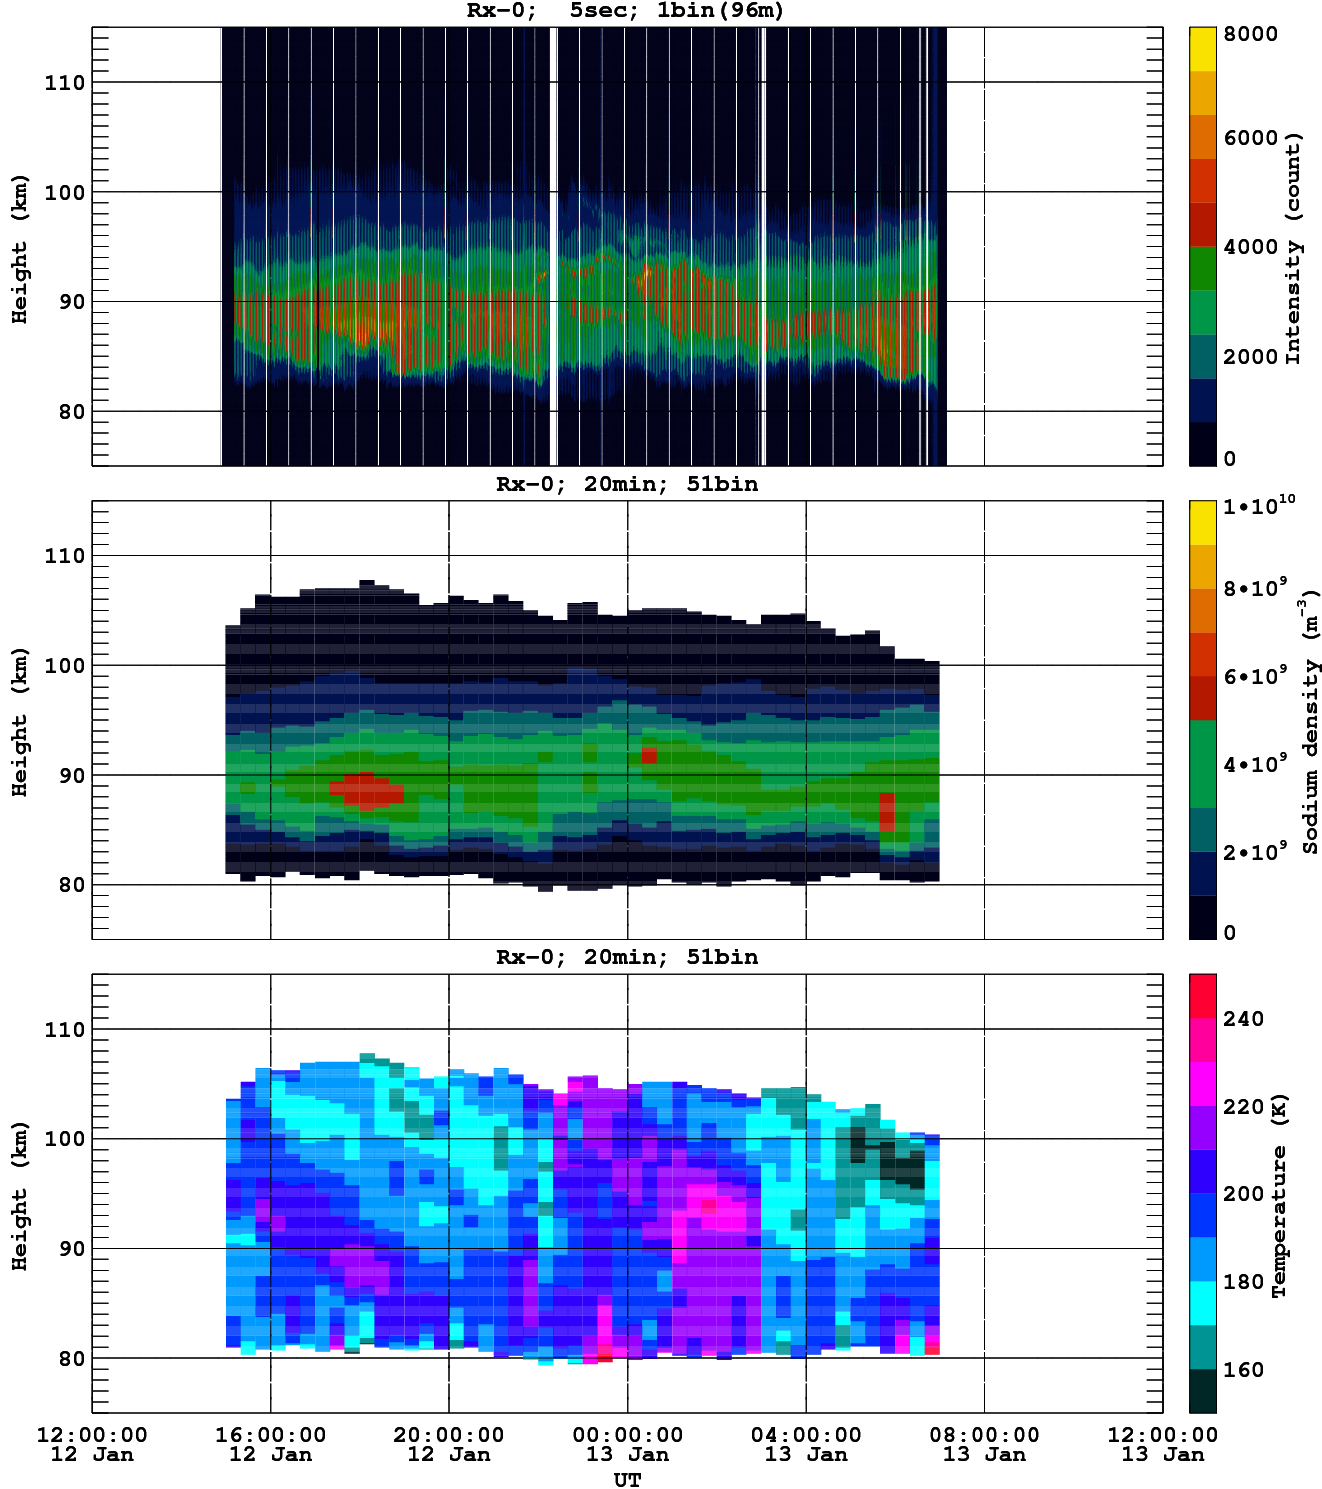 Rx-0;  5sec; 1bin(96m)
110
100
90
80
Height (km)
8000
6000
4000
2000
0
Intensity (count)
Rx-0; 20min; 51bin
110
100
90
80
Height (km)
1•10¹⁰
8•10⁹
6•10⁹
4•10⁹
2•10⁹
0
Sodium density (m⁻³)
Rx-0; 20min; 51bin
110
100
90
80
Height (km)
240
220
200
180
160
Temperature (K)
12:00:00 16:00:00 20:00:00 00:00:00 04:00:00 08:00:00 12:00:00
12 Jan 12 Jan 12 Jan 13 Jan 13 Jan 13 Jan 13 Jan
UT